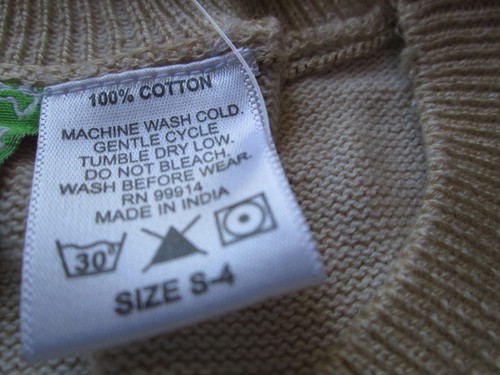 100% COTTON
MACHINE WASH COLD.
GENTLE CYCLE
TUMBLE DRY LOW.
DO NOT BLEACH.
WASH BEFORE WEAR.
RN 99914
MADE IN INDIA
30°
SIZE S-4